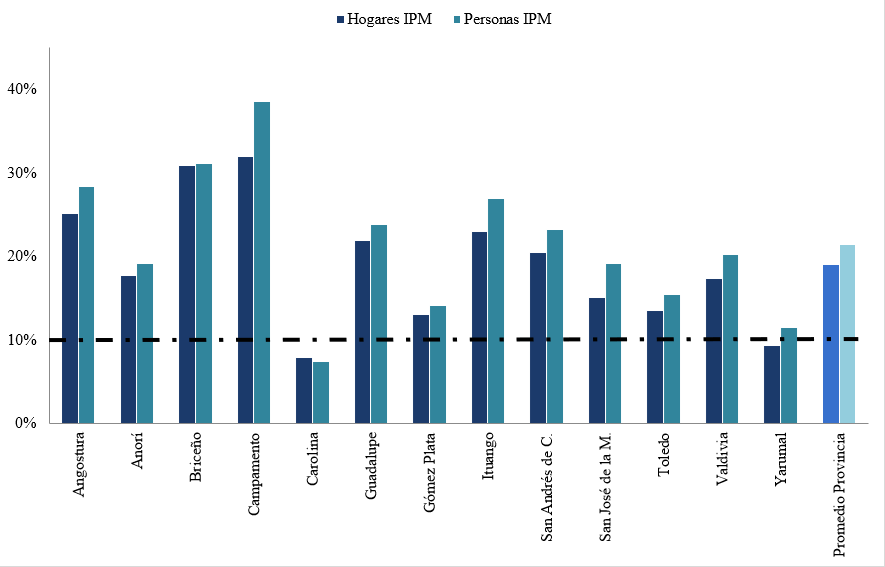 Hogares IPM Personas IPM
40%
30%
20%
10%
0%
Angostura
Anorí
Briceño
Campamento
Carolina
Guadalupe
Gómez Plata
Ituango
San Andrés de C.
San José de la M.
Toledo
Valdivia
Yarumal
Promedio Provincia